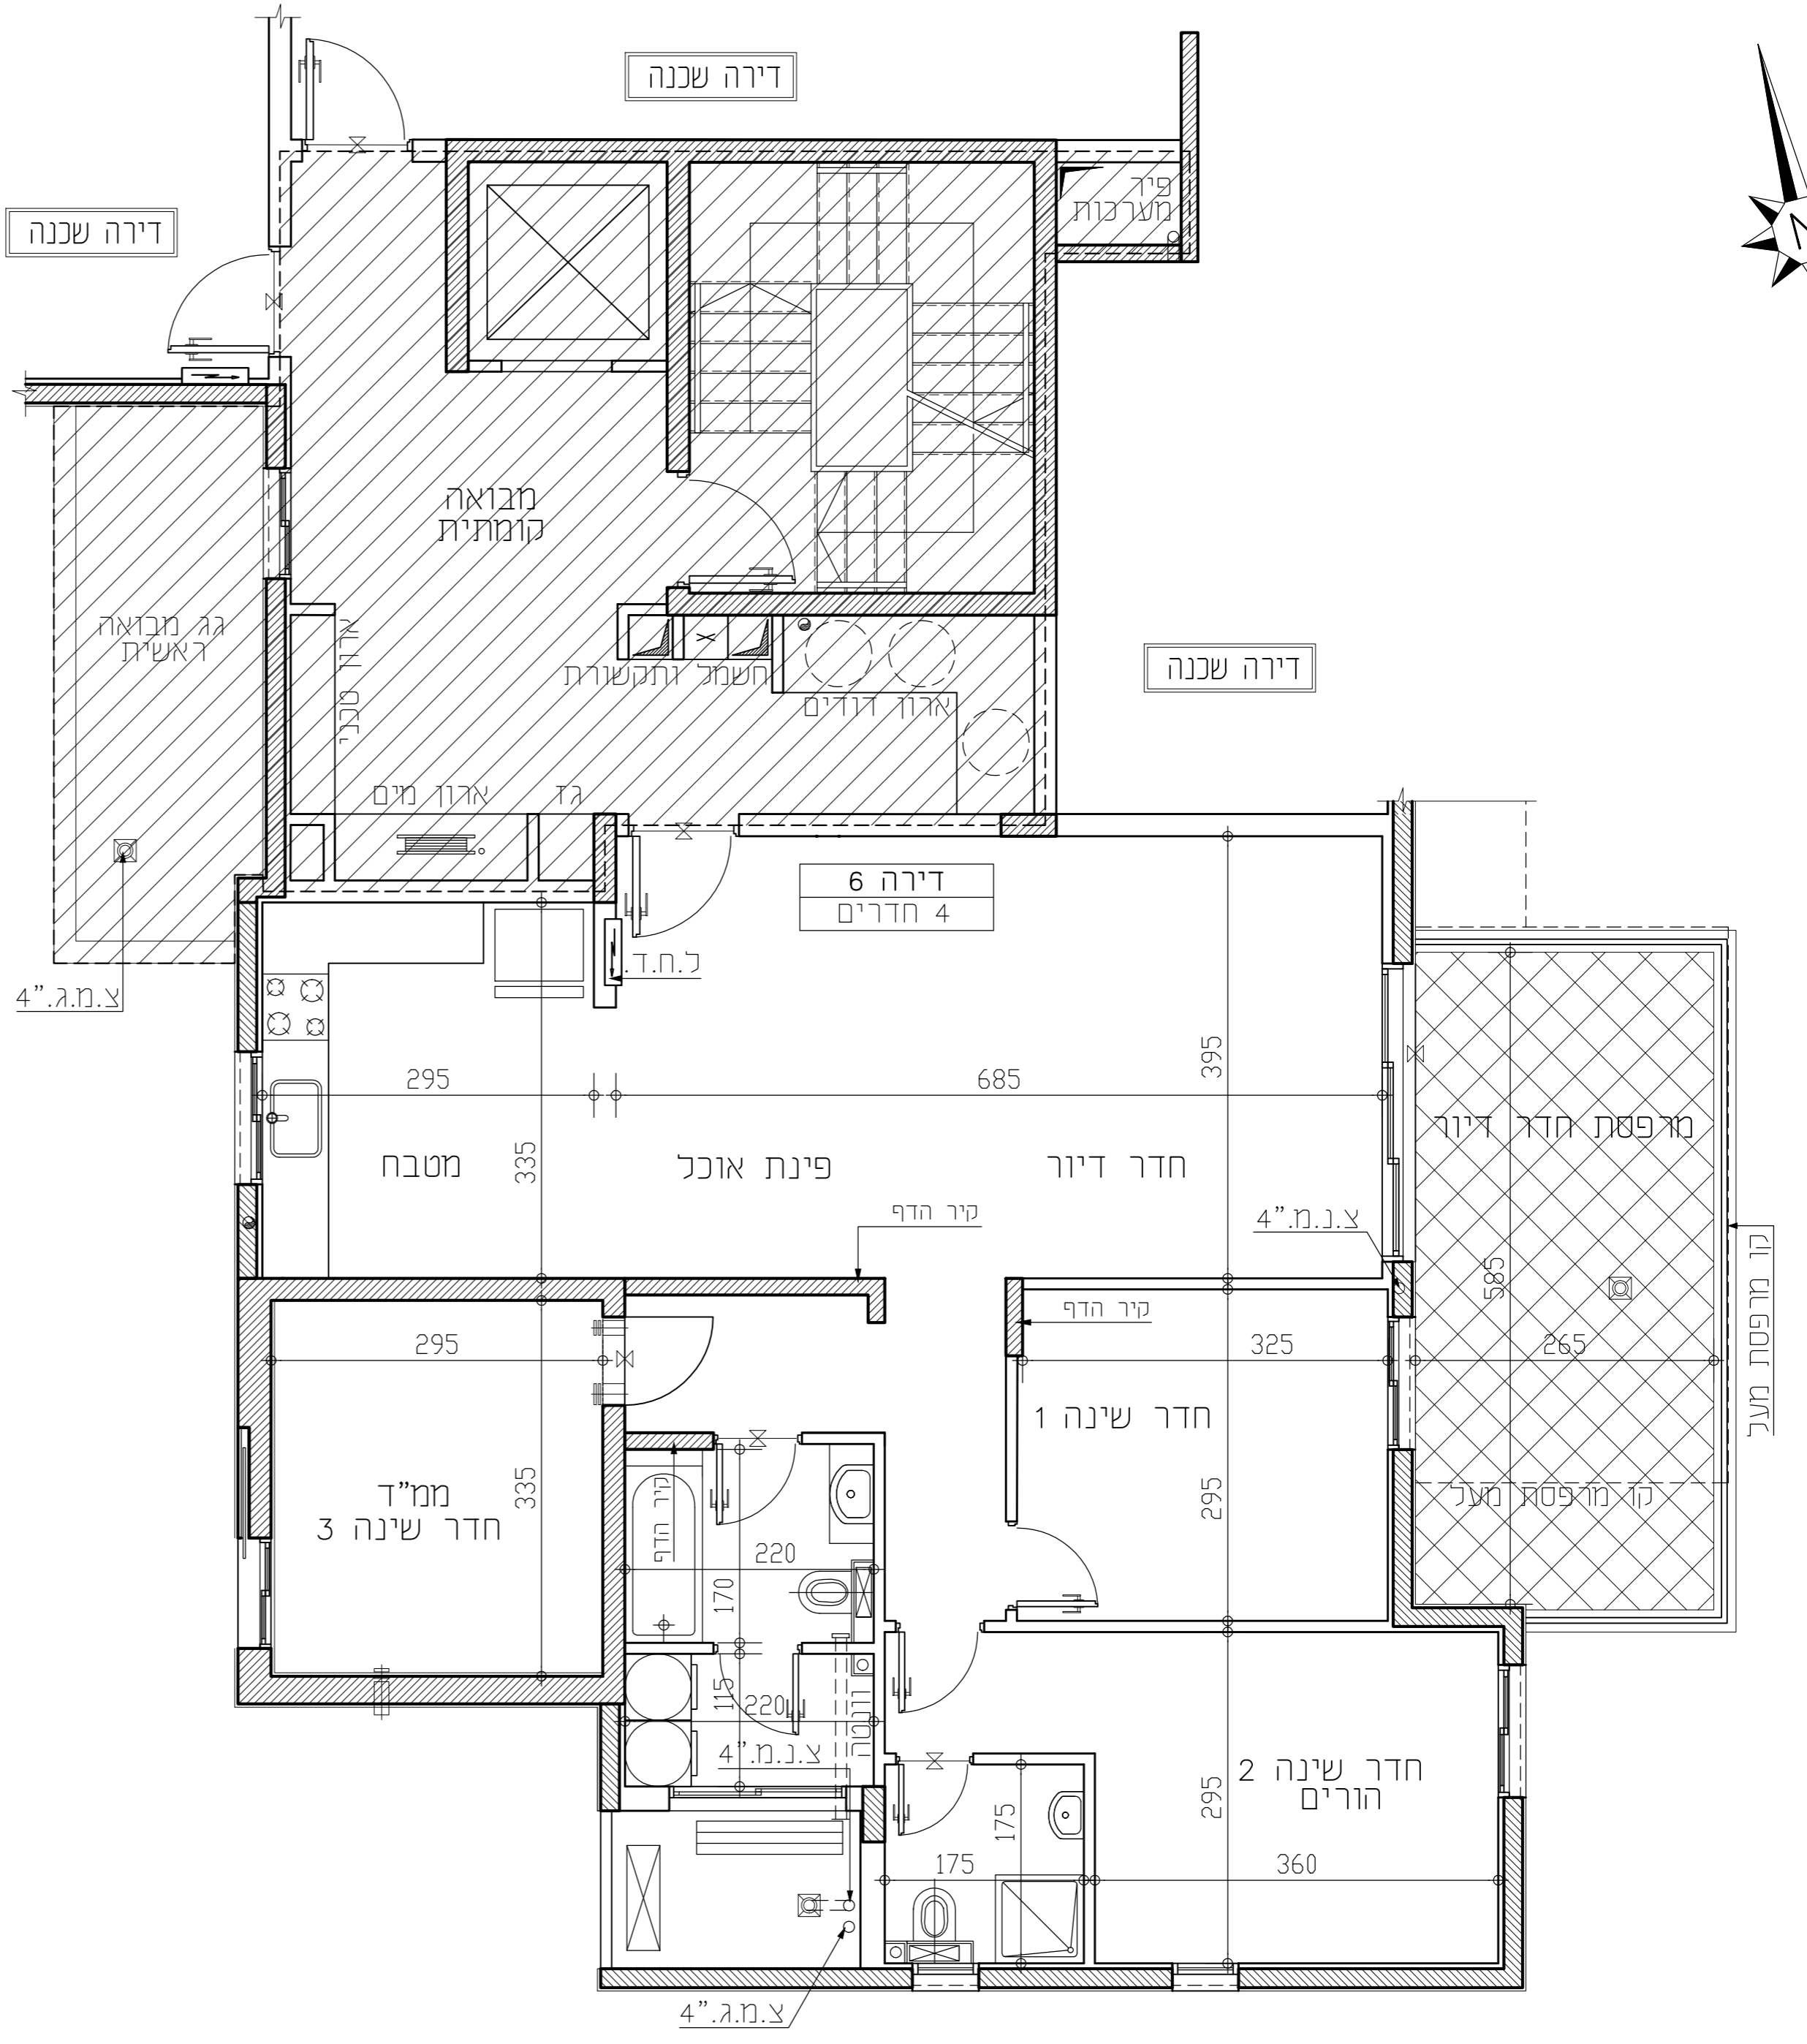 דירה שכנה
דירה שכנה
פיר
מערכות
N
מבואה
קומתית
גג מבואה
ראשית
ארון טכני
חשמל ותקשורת
ארון דודים
דירה שכנה
ארון מים
גז
דירה 6
4 חדרים
ל.ח.ד.
צ.מ.ג."4
295
685
395
335
מטבח
פינת אוכל
חדר דיור
מרפסת חדר דיור
קיר הדף
צ.נ.מ."4
585
265
קו מרפסת מעל
קיר הדף
295
325
חדר שינה 1
295
335
ממ"ד
חדר שינה 3
קיר הדף
220
170
קו מרפסת מעל
115
220
וונטה
צ.נ.מ."4
חדר שינה 2
הורים
295
175
175
360
צ.מ.ג."4